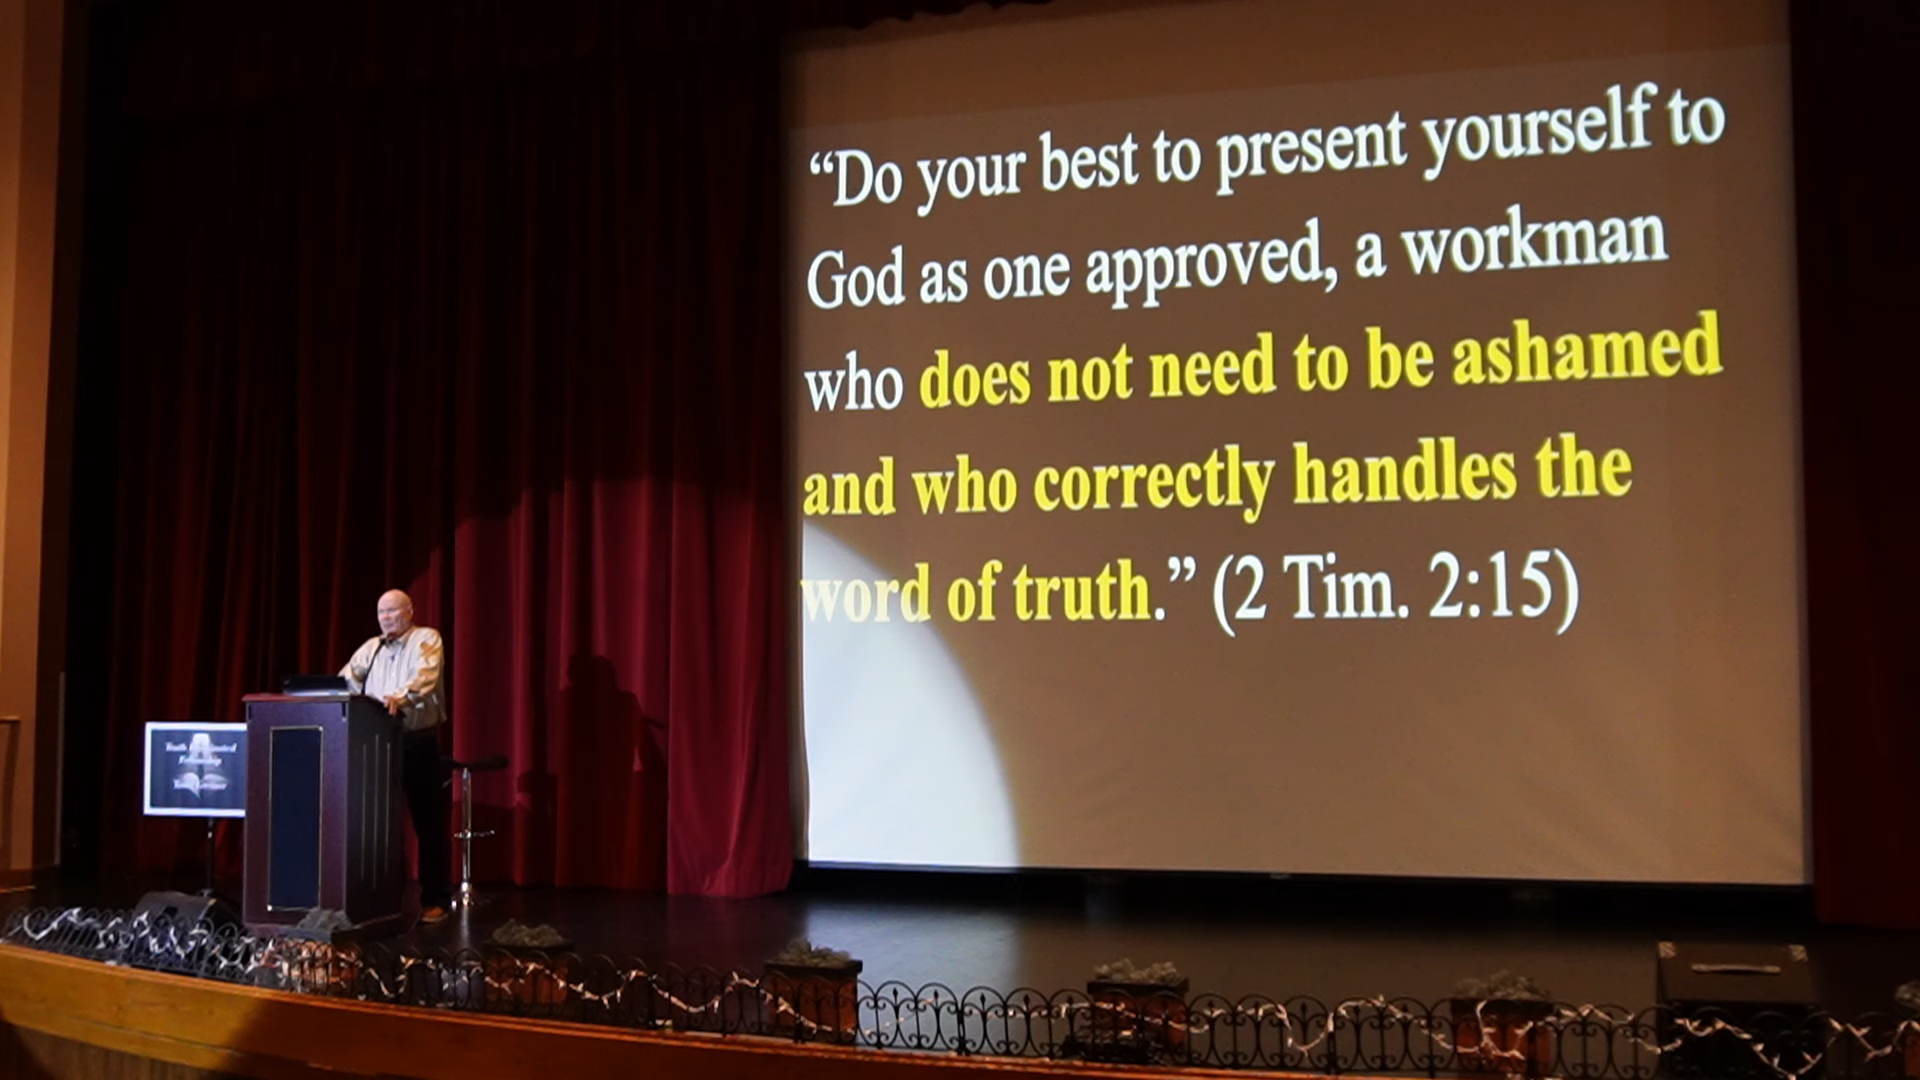 “Do your best to present yourself to
God as one approved, a workman
who does not need to be ashamed
and who correctly handles the
word of truth.” (2 Tim. 2:15)
Fellowship